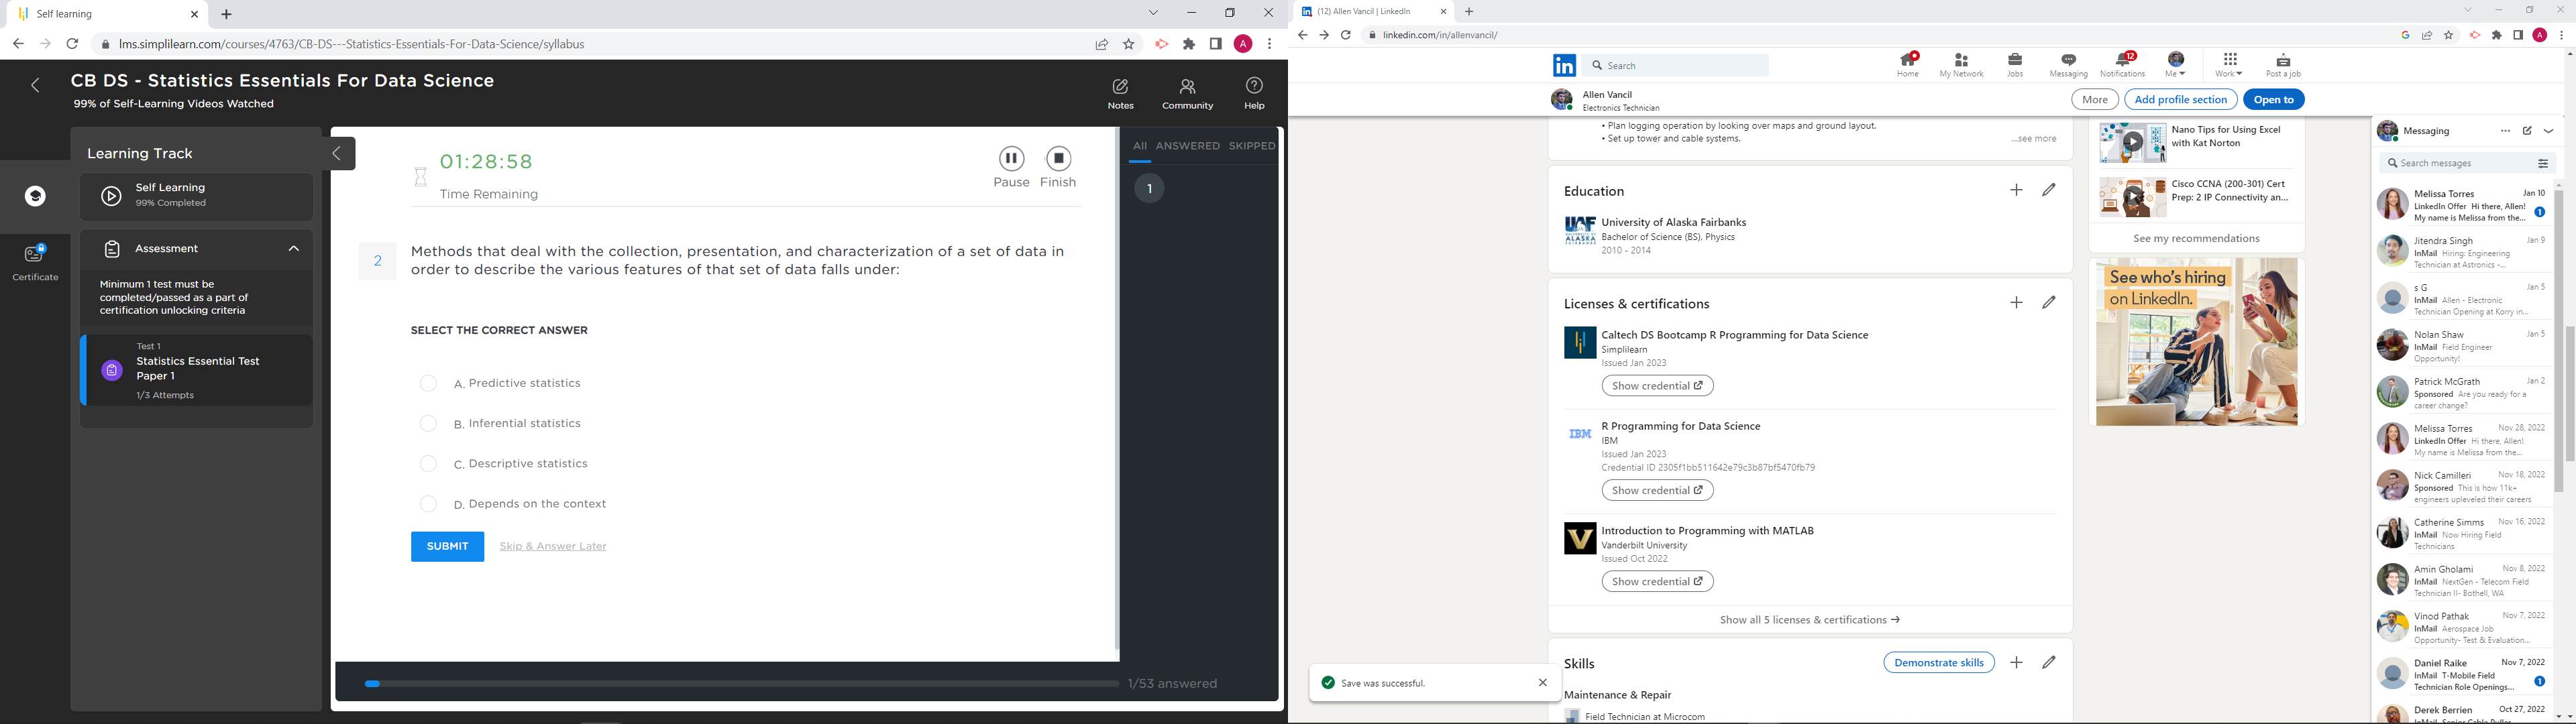 Self learning
lms.simplilearn.com/courses/4763/CB-DS---Statistics-Essentials-For-Data-Science/syllabus
A
CB DS - Statistics Essentials For Data Science
99% of Self-Learning Videos Watched
Notes
Community
Help
Certificate
Learning Track
Self Learning
99% Completed
Assessment
Minimum 1 test must be
completed/passed as a part of
certification unlocking criteria
Test 1
Statistics Essential Test
Paper 1
1/3 Attempts
01:28:58
Time Remaining
Pause
Finish
2
Methods that deal with the collection, presentation, and characterization of a set of data in
order to describe the various features of that set of data falls under:
SELECT THE CORRECT ANSWER
A. Predictive statistics
B. Inferential statistics
C. Descriptive statistics
D. Depends on the context
SUBMIT
Skip & Answer Later
All ANSWERED SKIPPED
1
1/53 answered
(12) Allen Vancil | LinkedIn
linkedin.com/in/allenvancil/
A
in
Search
Home
My Network
Jobs
Messaging
12
Notifications
Me
Work
Post a job
Allen Vancil
Electronics Technician
More
Add profile section
Open to
• Plan logging operation by looking over maps and ground layout.
• Set up tower and cable systems.
...see more
Education
UAF
ALASKA
FAIRBANKS
University of Alaska Fairbanks
Bachelor of Science (BS), Physics
2010 - 2014
Licenses & certifications
Caltech DS Bootcamp R Programming for Data Science
Simplilearn
Issued Jan 2023
Show credential
IBM
R Programming for Data Science
IBM
Issued Jan 2023
Credential ID 2305f1bb511642e79c3b87bf5470fb79
Show credential
V
Introduction to Programming with MATLAB
Vanderbilt University
Issued Oct 2022
Show credential
Show all 5 licenses & certifications →
Skills
Demonstrate skills
Maintenance & Repair
Field Technician at Microcom
Save was successful.
Nano Tips for Using Excel
with Kat Norton
Cisco CCNA (200-301) Cert
Prep: 2 IP Connectivity an...
See my recommendations
See who's hiring
on LinkedIn.
Messaging
Search messages
Melissa Torres Jan 10
LinkedIn Offer Hi there, Allen!
My name is Melissa from the...
1
Jitendra Singh Jan 9
InMail Hiring: Engineering
Technician at Astronics -...
s G Jan 5
InMail Allen - Electronic
Technician Opening at Korry in...
Nolan Shaw Jan 5
InMail Field Engineer
Opportunity!
Patrick McGrath Jan 2
Sponsored Are you ready for a
career change?
Melissa Torres Nov 28, 2022
LinkedIn Offer Hi there, Allen!
My name is Melissa from the...
Nick Camilleri Nov 18, 2022
Sponsored This is how 11k+
engineers upleveled their careers
Catherine Simms Nov 16, 2022
InMail Now Hiring Field
Technicians
Amin Gholami Nov 8, 2022
InMail NextGen - Telecom Field
Technician II- Bothell, WA
Vinod Pathak Nov 7, 2022
InMail Aerospace Job
Opportunity- Test & Evaluation...
Daniel Raike Nov 7, 2022
InMail T-Mobile Field
Technician Role Openings...
1
Derek Berrien Oct 27, 2022
InMail Senior Cable Puller